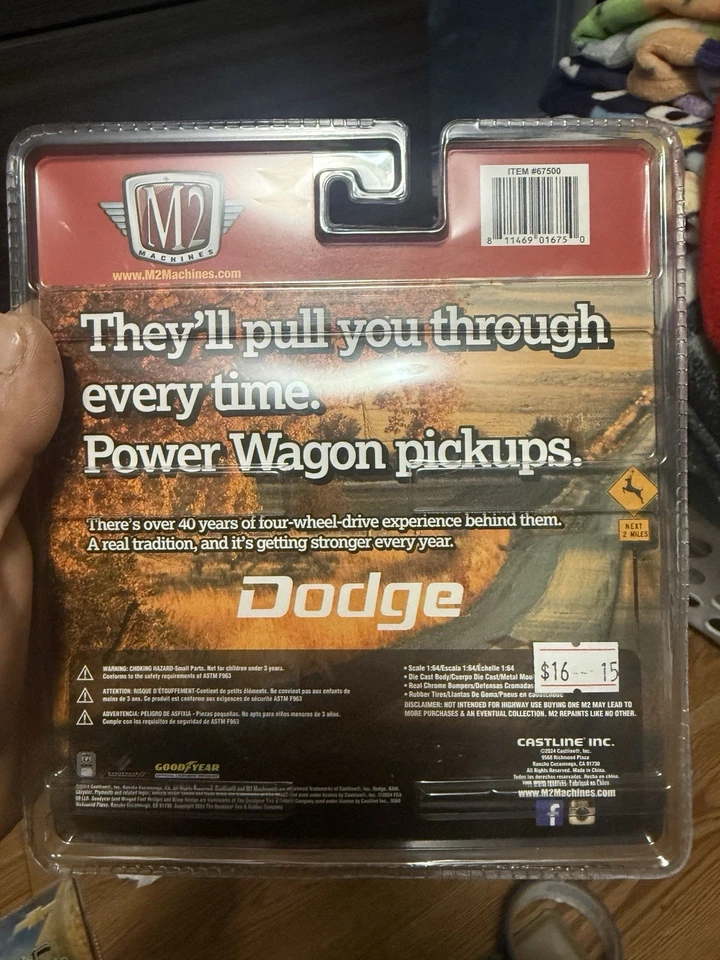 ITEM #67500
8 11469 01675 0
M2
MACHINES
www.M2Machines.com
They'll pull you through
every time.
Power Wagon pickups.
There's over 40 years of four-wheel-drive experience behind them.
A real tradition, and it's getting stronger every year.
NEXT
2 MILES
Dodge
WARNING: CHOKING HAZARD-Small Parts. Not for children under 3 years.
Conforms to the safety requirements of ASTM F963
ATTENTION: RISQUE D'ÉTOUFFEMENT-Contient de petits éléments. Ne convient pas aux enfants de
moins de 3 ans. Ce produit est conforme aux exigences de sécurité ASTM F963
ADVERTENCIA: PELIGRO DE ASFIXIA - Piezas pequeñas. No apto para niños menores de 3 años.
Cumple con los requisitos de seguridad de ASTM F963
• Scale 1:64/Escala 1:64/Échelle 1:64
• Die Cast Body/Cuerpo Die Cast/Metal Mou
• Real Chrome Bumpers/Defensas Cromadas
• Rubber Tires/Llantas De Goma/Pneus en
$16 15
DISCLAIMER: NOT INTENDED FOR HIGHWAY USE BUYING ONE M2 MAY LEAD TO
MORE PURCHASES & AN EVENTUAL COLLECTION. M2 REPAINTS LIKE NO OTHER.
CASTLINE INC.
©2024 Castline®, Inc.
9568 Richmond Place
Rancho Cucamonga, CA 91730
All Rights Reserved. Made in China.
Todos los derechos reservados. Hecho en china.
www.M2Machines.com
GOODYEAR